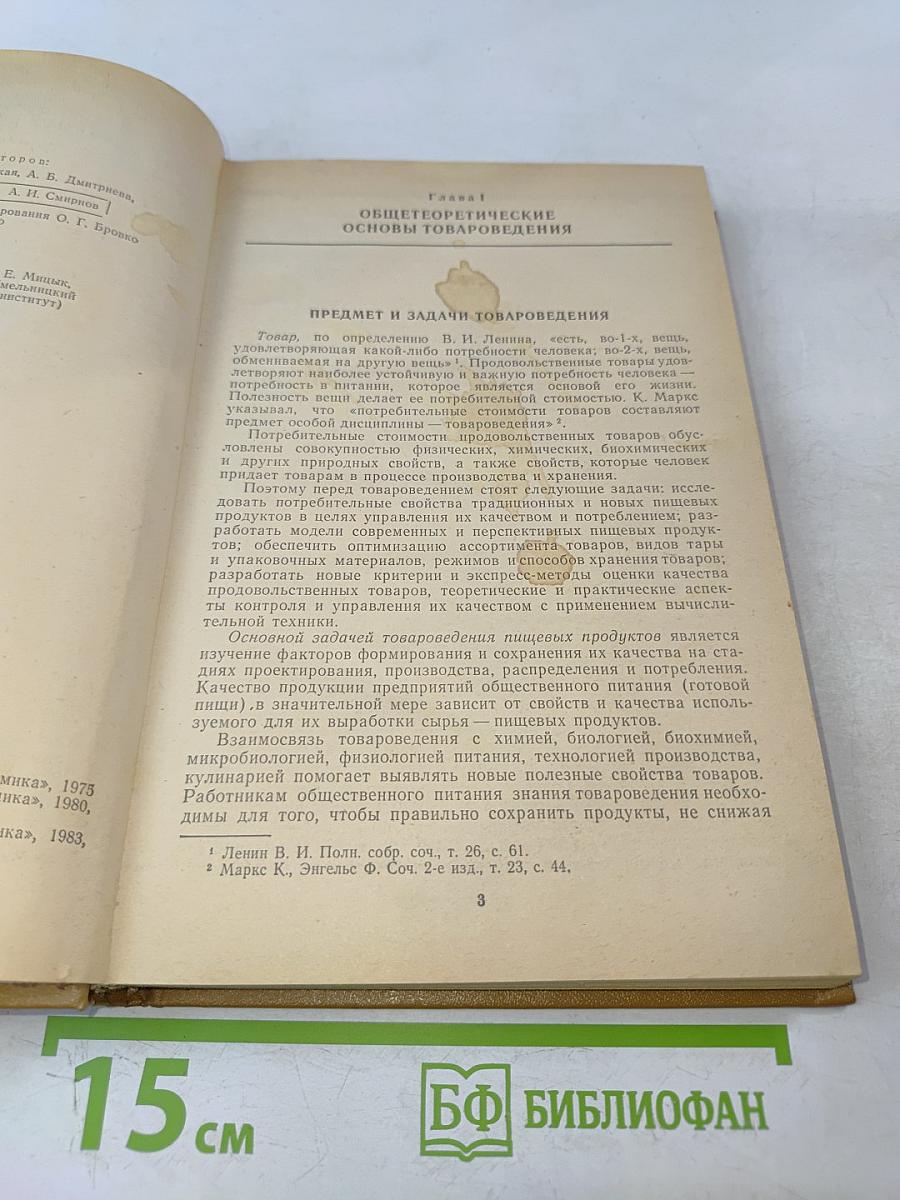 торов:
кая, А. Б. Дмитриева,
А. И. Смирнов
рования О. Г. Бровко
Е. Мицык,
мельницкий
институт)
мика», 1975
ика», 1980,
ика», 1983,
Глава I
ОБЩЕТЕОРЕТИЧЕСКИЕ
ОСНОВЫ ТОВАРОВЕДЕНИЯ
ПРЕДМЕТ И ЗАДАЧИ ТОВАРОВЕДЕНИЯ
Товар, по определению В. И. Ленина, «есть, во-1-х, вещь,
удовлетворяющая какой-либо потребности человека; во-2-х, вещь,
обмениваемая на другую вещь» ¹. Продовольственные товары удов-
летворяют наиболее устойчивую и важную потребность человека —
потребность в питании, которое является основой его жизни.
Полезность вещи делает ее потребительной стоимостью. К. Маркс
указывал, что «потребительные стоимости товаров составляют
предмет особой дисциплины — товароведения» ².
Потребительные стоимости продовольственных товаров обус-
ловлены совокупностью физических, химических, биохимических
и других природных свойств, а также свойств, которые человек
придает товарам в процессе производства и хранения.
Поэтому перед товароведением стоят следующие задачи: иссле-
довать потребительные свойства традиционных и новых пищевых
продуктов в целях управления их качеством и потреблением; раз-
работать модели современных и перспективных пищевых продук-
тов; обеспечить оптимизацию ассортимента товаров, видов тары
и упаковочных материалов, режимов и способов хранения товаров;
разработать новые критерии и экспресс-методы оценки качества
продовольственных товаров, теоретические и практические аспек-
ты контроля и управления их качеством с применением вычисли-
тельной техники.
Основной задачей товароведения пищевых продуктов является
изучение факторов формирования и сохранения их качества на ста-
диях проектирования, производства, распределения и потребления.
Качество продукции предприятий общественного питания (готовой
пищи) в значительной мере зависит от свойств и качества исполь-
зуемого для их выработки сырья — пищевых продуктов.
Взаимосвязь товароведения с химией, биологией, биохимией,
микробиологией, физиологией питания, технологией производства,
кулинарией помогает выявлять новые полезные свойства товаров.
Работникам общественного питания знания товароведения необхо-
димы для того, чтобы правильно сохранить продукты, не снижая
¹ Ленин В. И. Полн. собр. соч., т. 26, с. 61.
² Маркс К., Энгельс Ф. Соч. 2-е изд., т. 23, с. 44.
3
15 см
БФ БИБЛИОФАН